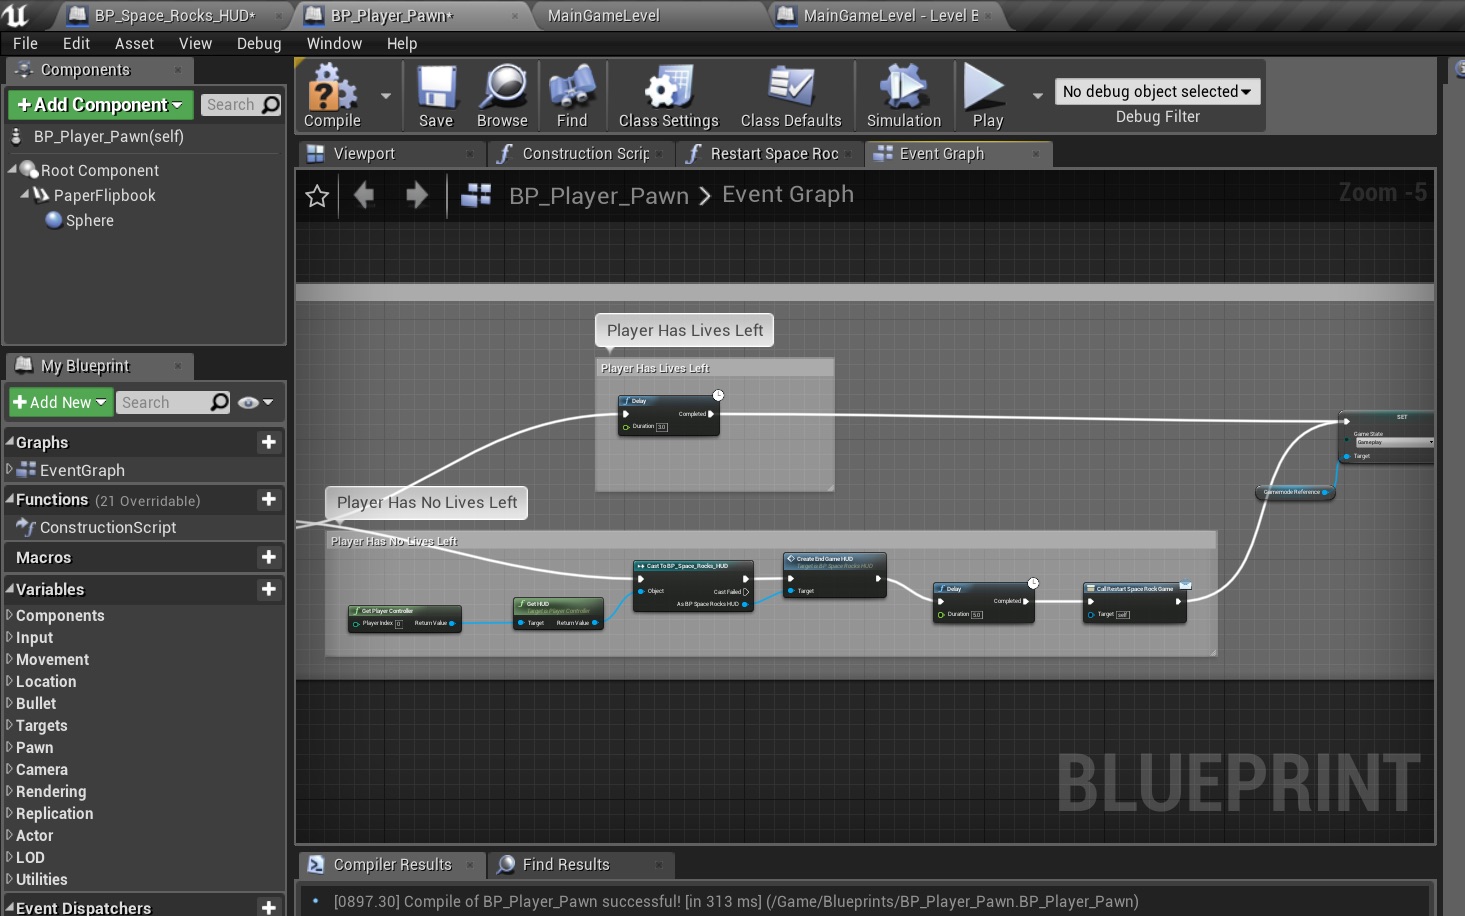 BP_Space_Rocks_HUD*
BP_Player_Pawn*
MainGameLevel
MainGameLevel - Level B
File Edit Asset View Debug Window Help
Components
+Add Component
Search
BP_Player_Pawn(self)
Root Component
PaperFlipbook
Sphere
My Blueprint
+Add New
Search
Graphs
EventGraph
Functions (21 Overridable)
ConstructionScript
Macros
Variables
Components
Input
Movement
Location
Bullet
Targets
Pawn
Camera
Rendering
Replication
Actor
LOD
Utilities
Event Dispatchers
Compile
Save
Browse
Find
Class Settings
Class Defaults
Simulation
Play
No debug object selected
Debug Filter
Viewport
Construction Scrip
Restart Space Roc
Event Graph
BP_Player_Pawn > Event Graph
Zoom -5
Player Has Lives Left
Player Has Lives Left
Delay
Completed
Duration 3.0
SET
Game State
Gameplay
Target
Gamemode Reference
Player Has No Lives Left
Player Has No Lives Left
Get Player Controller
Player Index 0 Return Value
Get HUD
Target is Player Controller
Target Return Value
Cast To BP_Space_Rocks_HUD
Object
Cast Failed
As BP Space Rocks HUD
Create End Game HUD
Target is BP Space Rocks HUD
Target
Delay
Completed
Duration 5.0
Call Restart Space Rock Game
Target self
BLUEPRINT
Compiler Results
Find Results
[0897.30] Compile of BP_Player_Pawn successful! [in 313 ms] (/Game/Blueprints/BP_Player_Pawn.BP_Player_Pawn)